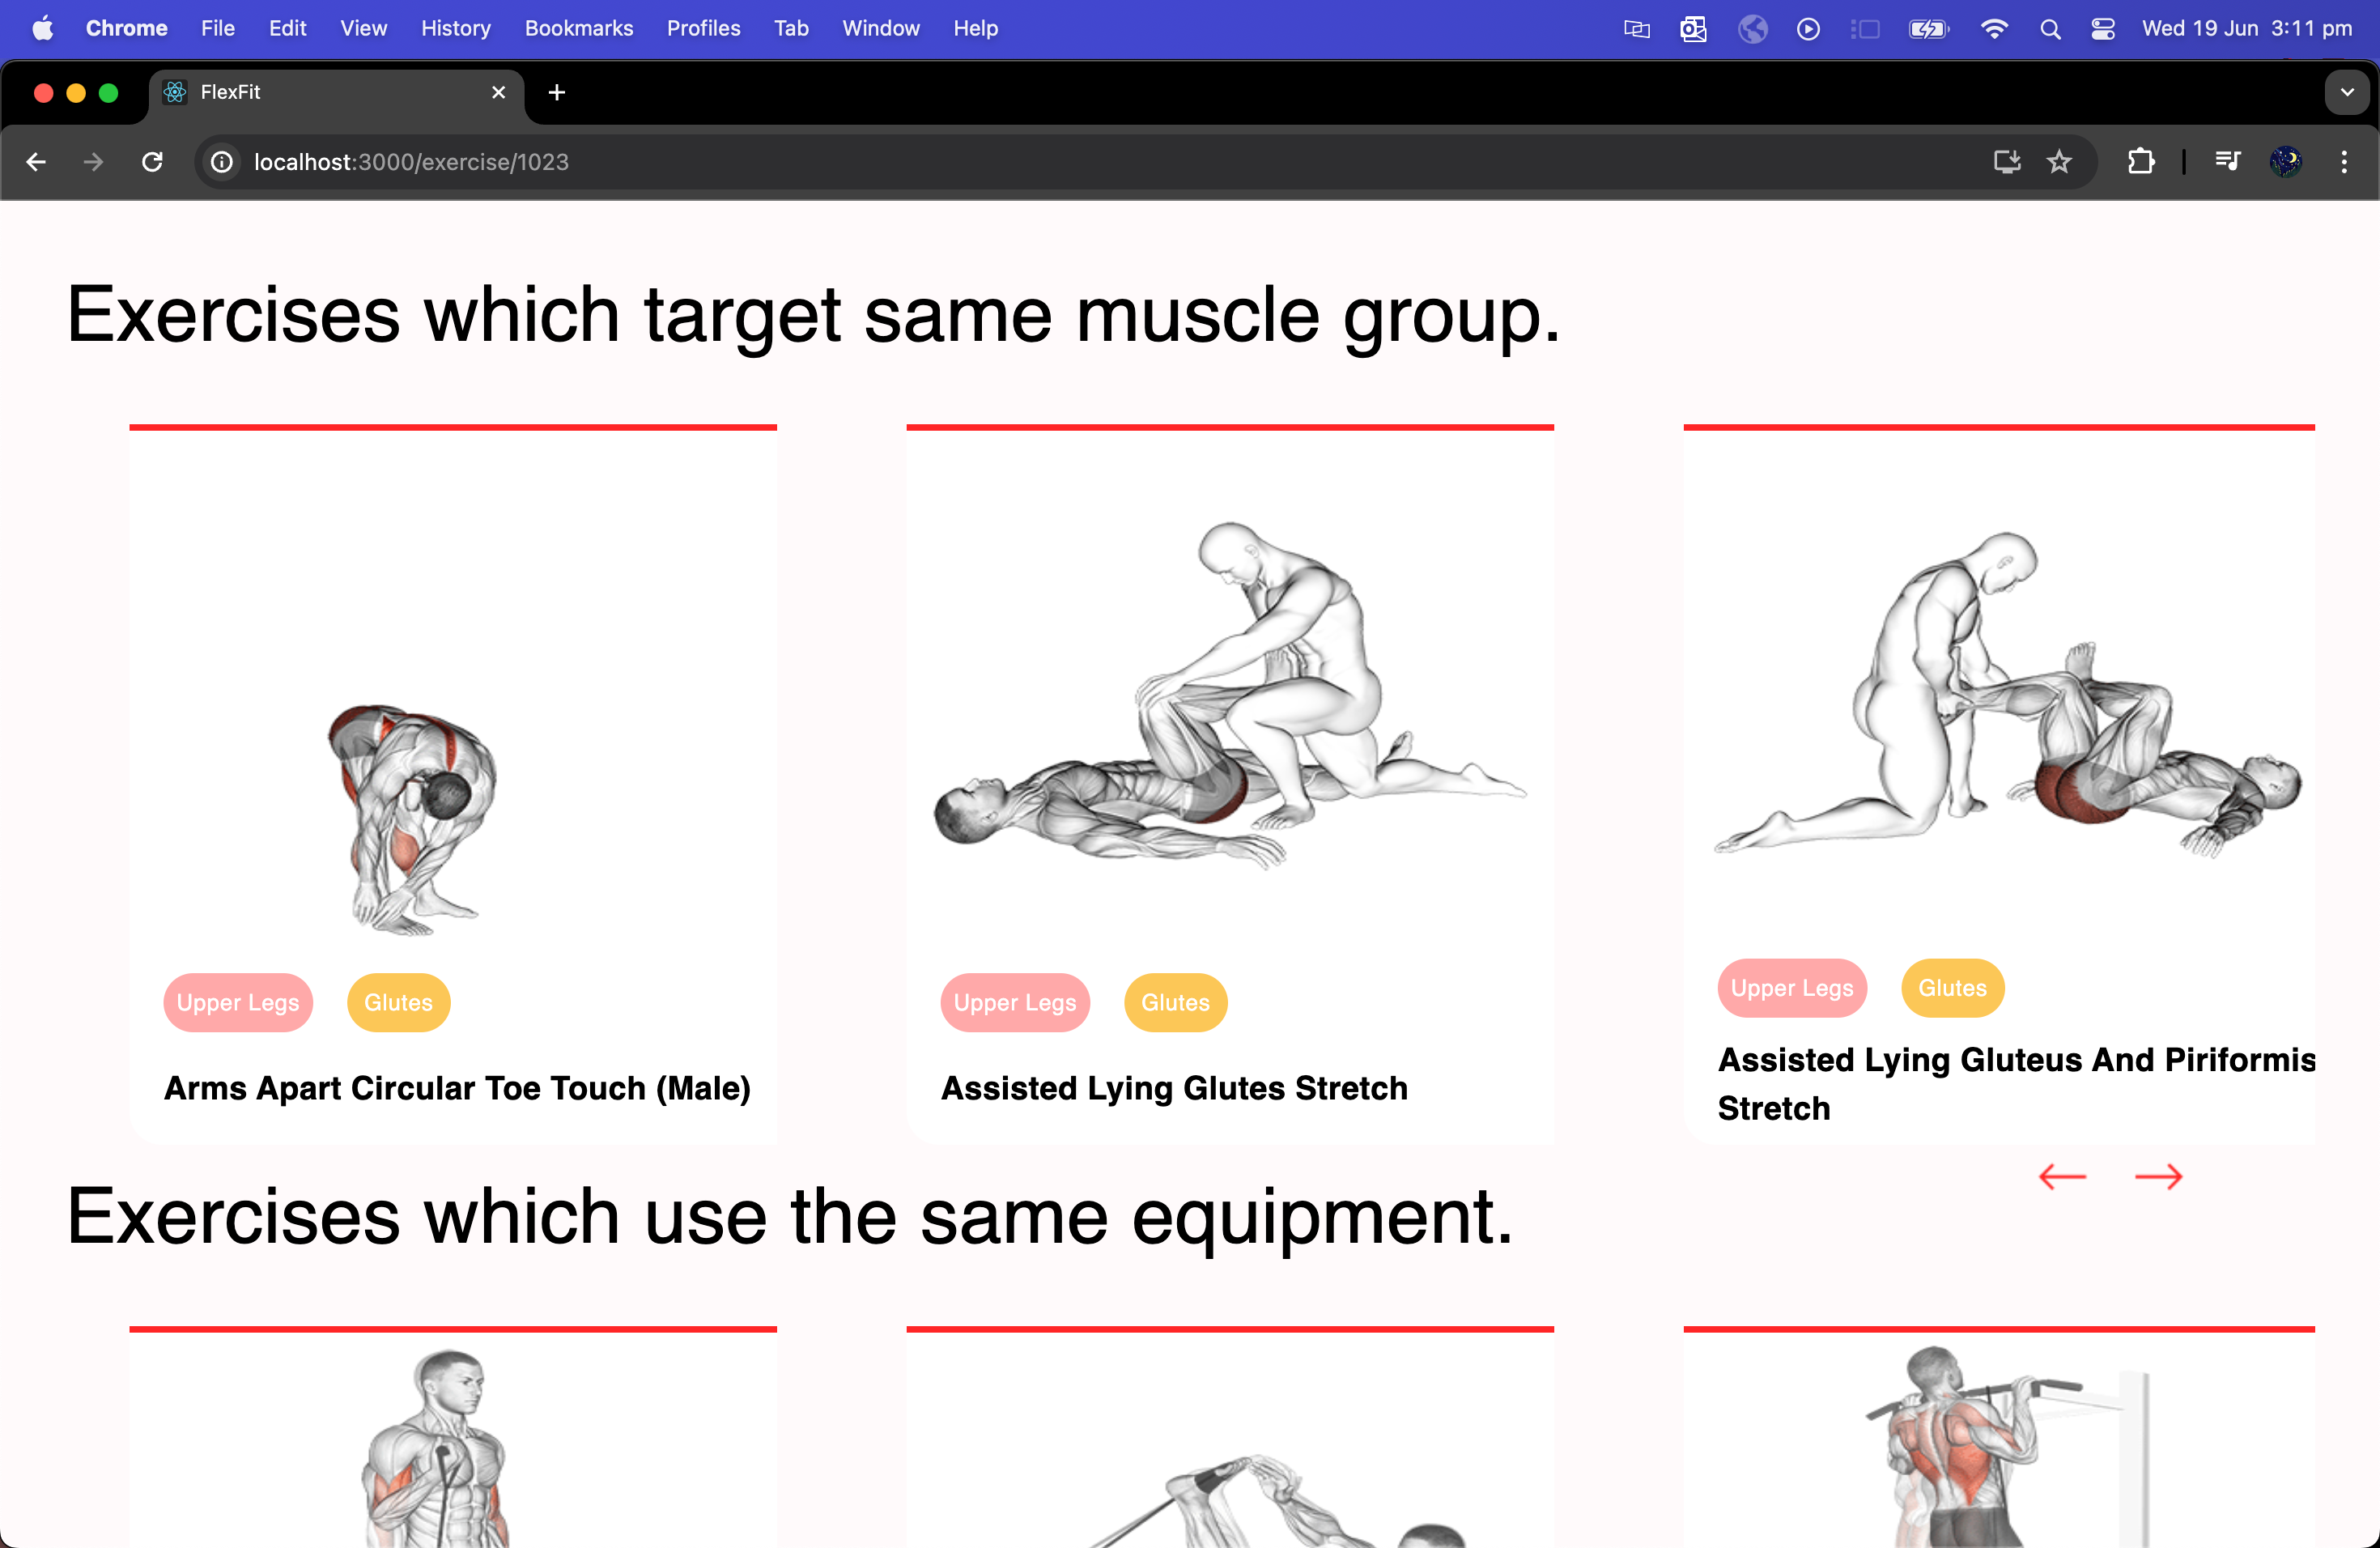 Chrome File Edit View History Bookmarks Profiles Tab Window Help Wed 19 Jun 3:11 pm
FlexFit
localhost:3000/exercise/1023
Exercises which target same muscle group.
Upper Legs Glutes
Arms Apart Circular Toe Touch (Male)
Upper Legs Glutes
Assisted Lying Glutes Stretch
Upper Legs Glutes
Assisted Lying Gluteus And Piriformis
Stretch
Exercises which use the same equipment.